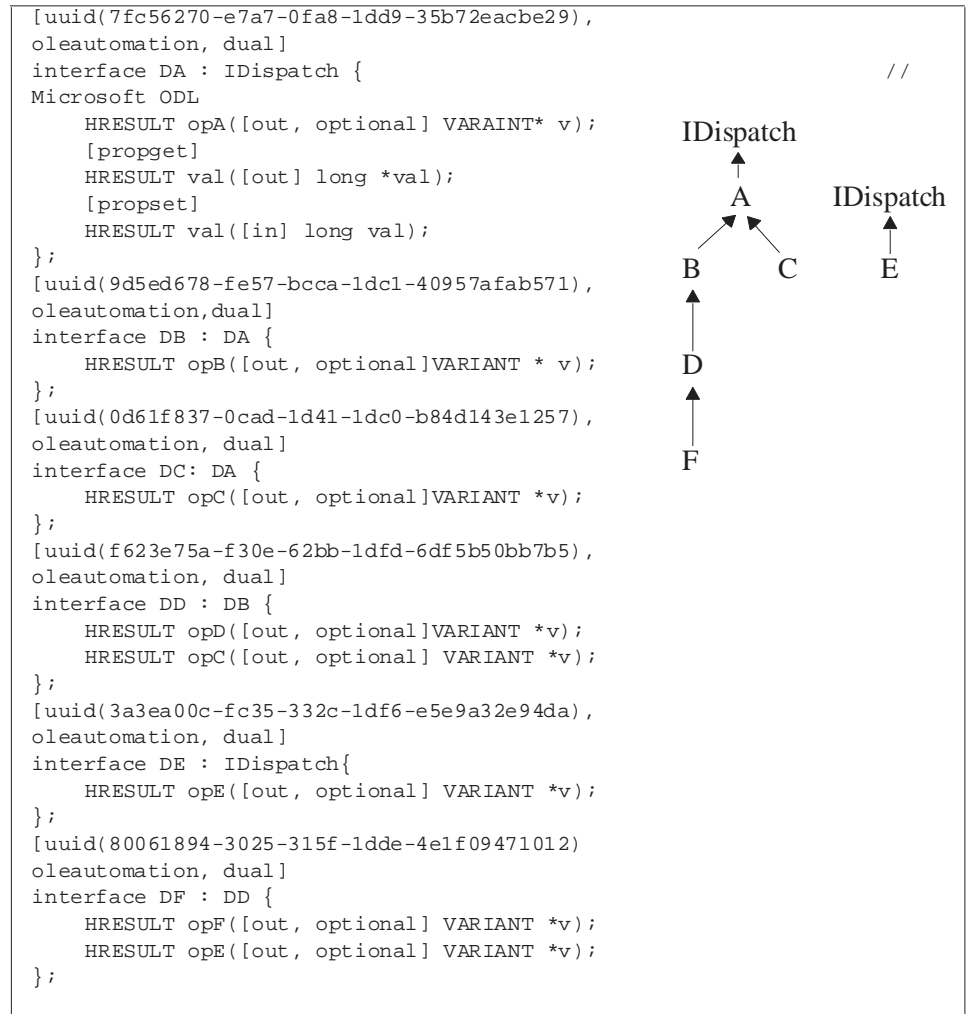 [uuid(7fc56270-e7a7-0fa8-1dd9-35b72eacbe29),
oleautomation, dual]
interface DA : IDispatch { //
Microsoft ODL
HRESULT opA([out, optional] VARAINT* v);
[propget]
HRESULT val([out] long *val);
[propset]
HRESULT val([in] long val);
};
[uuid(9d5ed678-fe57-bcca-1dc1-40957afab571),
oleautomation,dual]
interface DB : DA {
HRESULT opB([out, optional]VARIANT * v);
};
[uuid(0d61f837-0cad-1d41-1dc0-b84d143e1257),
oleautomation, dual]
interface DC: DA {
HRESULT opC([out, optional]VARIANT *v);
};
[uuid(f623e75a-f30e-62bb-1dfd-6df5b50bb7b5),
oleautomation, dual]
interface DD : DB {
HRESULT opD([out, optional]VARIANT *v);
HRESULT opC([out, optional] VARIANT *v);
};
[uuid(3a3ea00c-fc35-332c-1df6-e5e9a32e94da),
oleautomation, dual]
interface DE : IDispatch{
HRESULT opE([out, optional] VARIANT *v);
};
[uuid(80061894-3025-315f-1dde-4e1f09471012)
oleautomation, dual]
interface DF : DD {
HRESULT opF([out, optional] VARIANT *v);
HRESULT opE([out, optional] VARIANT *v);
};
IDispatch
A IDispatch
B C E
D
F